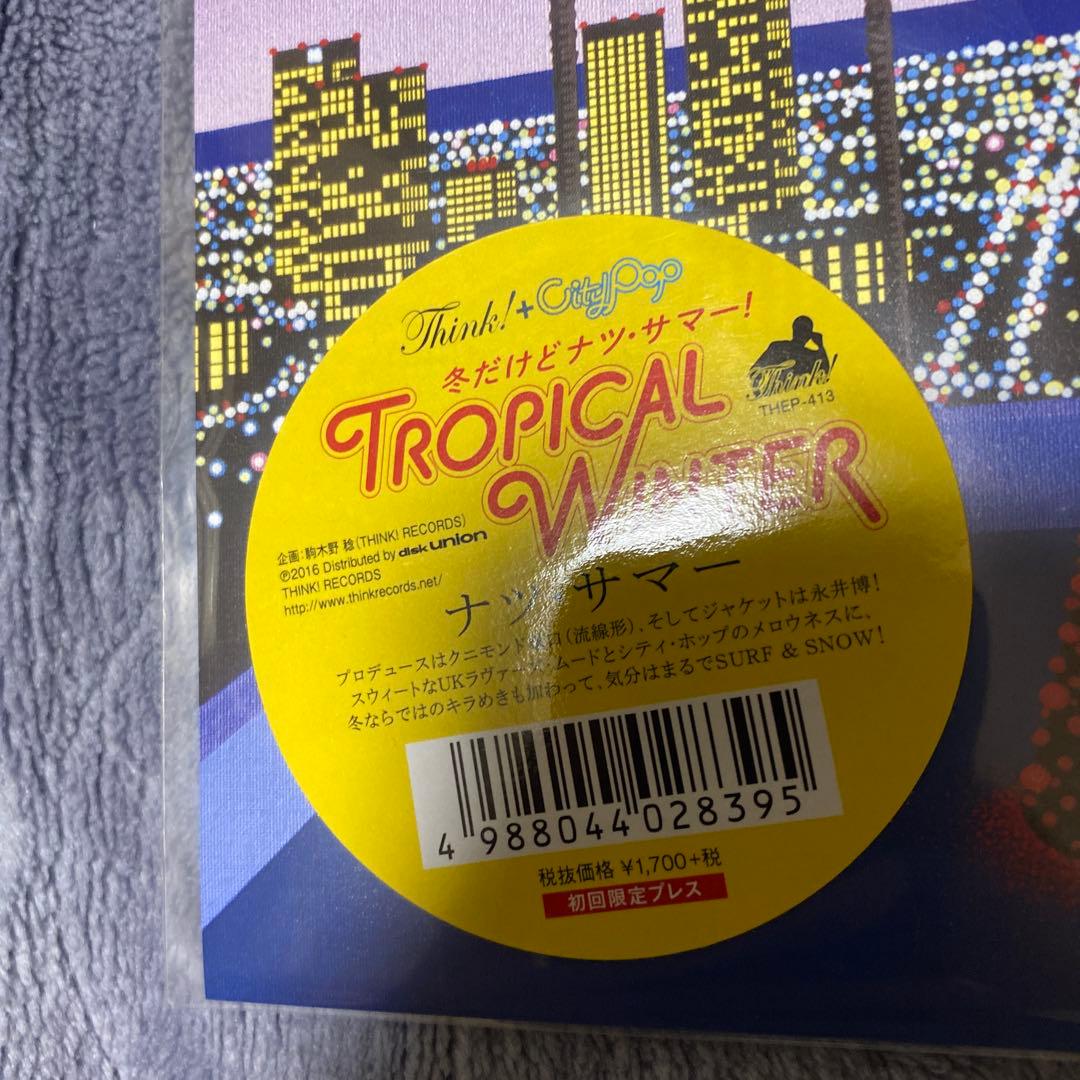 Think!+CityPop
冬だけどナツ・サマー!
TROPICAL
WINTER
Think!
THEP-413
企画:駒木野 稔(THINK! RECORDS)
Ⓟ2016 Distributed by disk union
THINK! RECORDS
http://www.thinkrecords.net/
ナツ・サマー
プロデュースはクニモンド 口(流線形)、そしてジャケットは永井博!
スウィートなUKラヴァー ムードとシティ・ポップのメロウネスに、
冬ならではのキラめきも加わって、気分はまるでSURF & SNOW!
4 988044 028395
税抜価格 ¥1,700+税
初回限定プレス